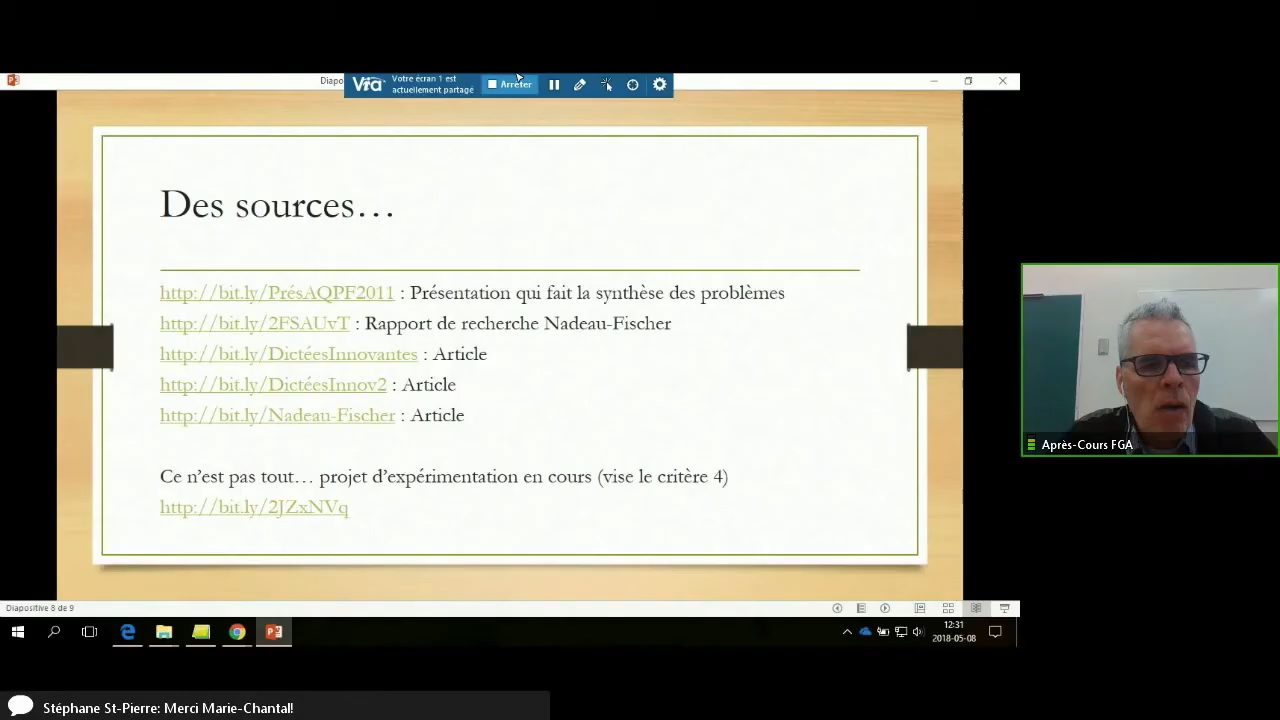 Diapo
Via
Votre écran 1 est
actuellement partagé
Arrêter
Des sources…
http://bit.ly/PrésAQPF2011 : Présentation qui fait la synthèse des problèmes
http://bit.ly/2FSAUvT : Rapport de recherche Nadeau-Fischer
http://bit.ly/DictéesInnovantes : Article
http://bit.ly/DictéesInnov2 : Article
http://bit.ly/Nadeau-Fischer : Article
Ce n’est pas tout… projet d’expérimentation en cours (vise le critère 4)
http://bit.ly/2JZxNVq
Après-Cours FGA
Diapositive 8 de 9
12:31
2018-05-08
Stéphane St-Pierre: Merci Marie-Chantal!